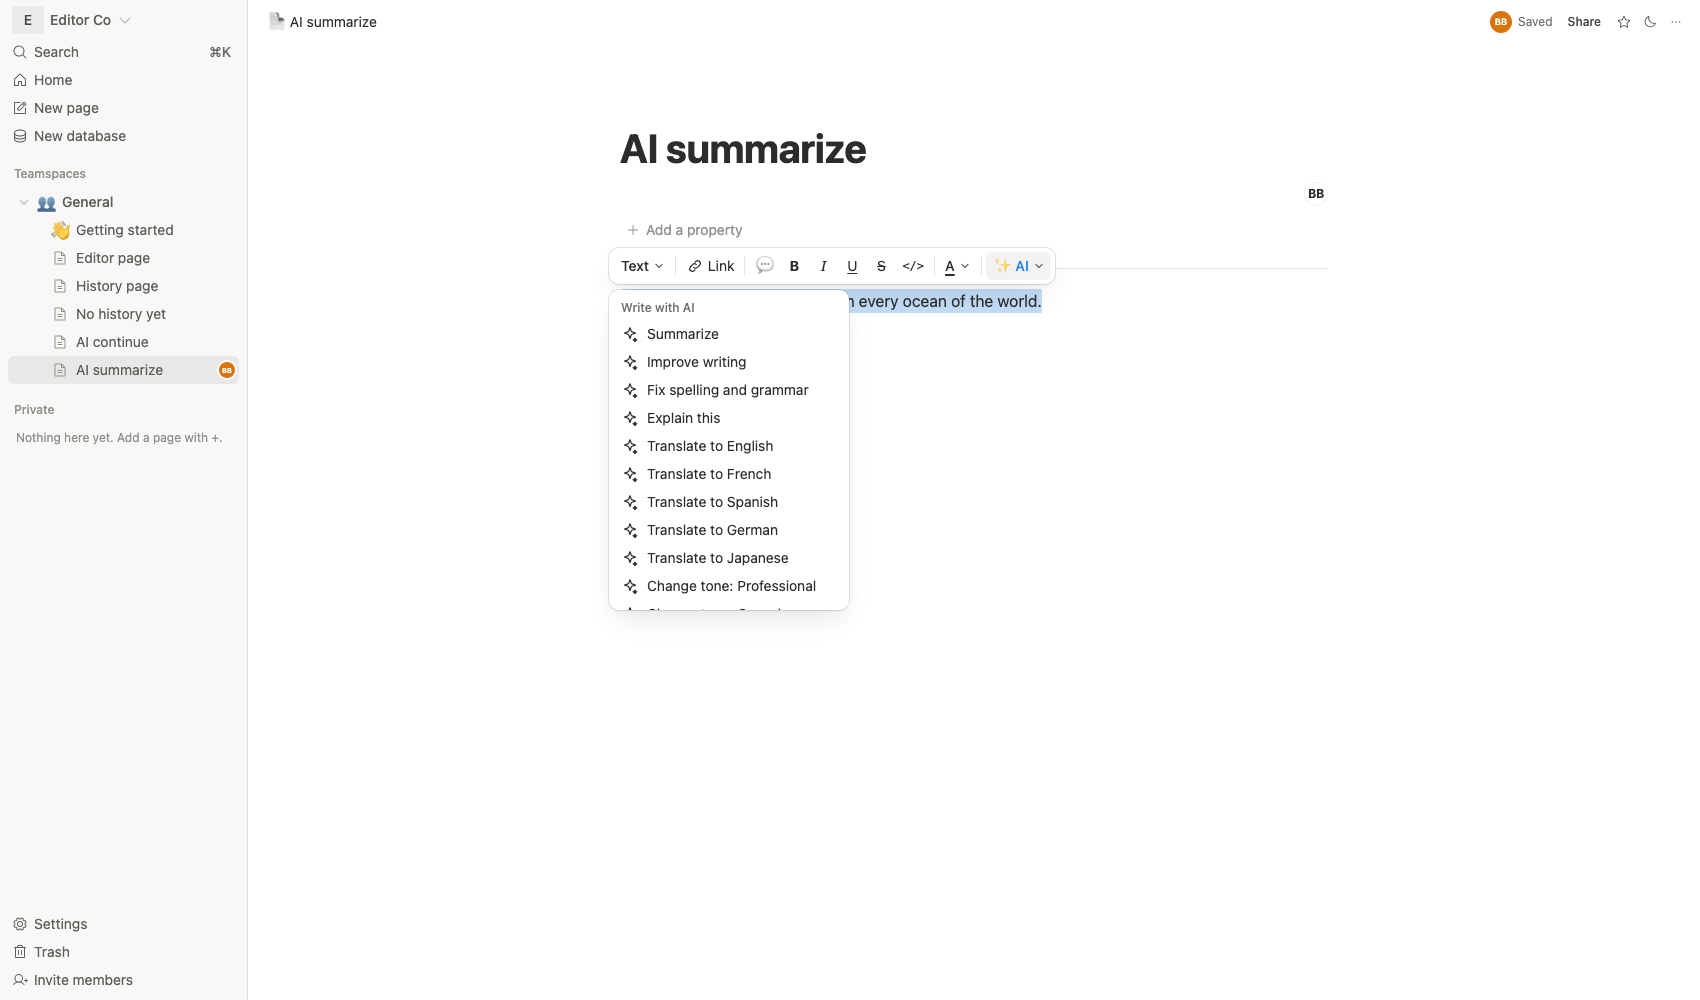 E Editor Co
Search ⌘K
Home
New page
New database
Teamspaces
General
Getting started
Editor page
History page
No history yet
AI continue
AI summarize BB
Private
Nothing here yet. Add a page with +.
Settings
Trash
Invite members
AI summarize
BB Saved Share ···
AI summarize
BB
+ Add a property
Text Link B I U S </> A AI
every ocean of the world.
Write with AI
Summarize
Improve writing
Fix spelling and grammar
Explain this
Translate to English
Translate to French
Translate to Spanish
Translate to German
Translate to Japanese
Change tone: Professional